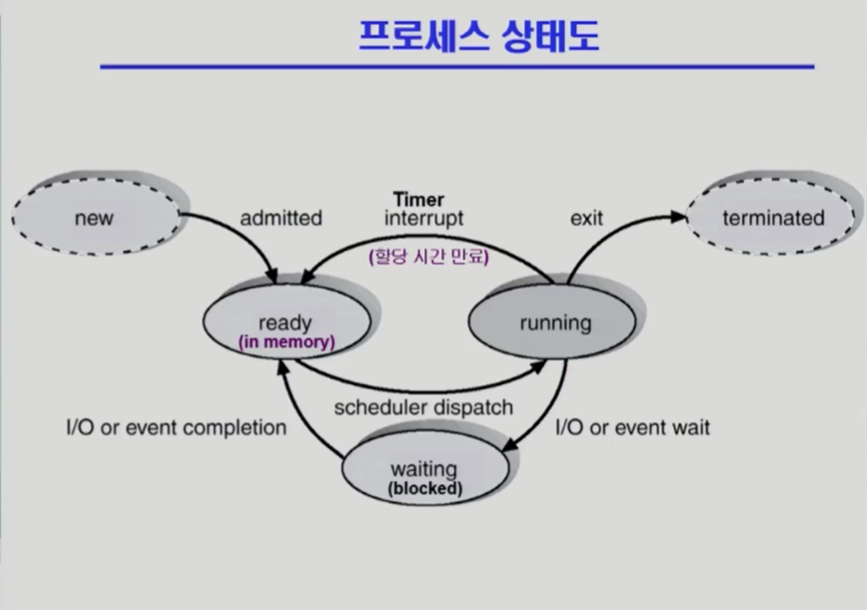 프로세스 상태도
new
admitted
Timer
interrupt
(할당 시간 만료)
exit
terminated
ready
(in memory)
running
scheduler dispatch
I/O or event completion
I/O or event wait
waiting
(blocked)